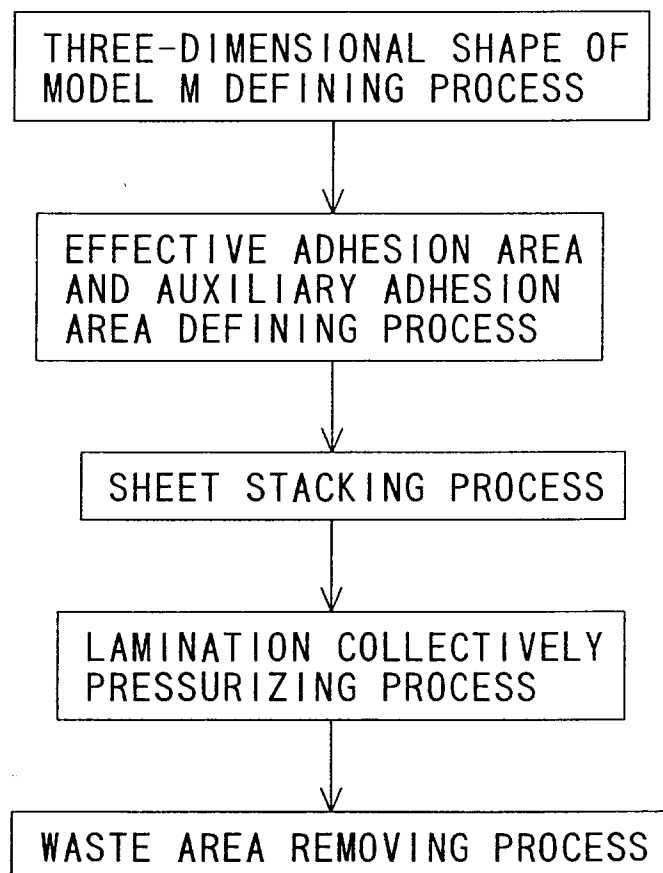 THREE-DIMENSIONAL SHAPE OF
MODEL M DEFINING PROCESS
EFFECTIVE ADHESION AREA
AND AUXILIARY ADHESION
AREA DEFINING PROCESS
SHEET STACKING PROCESS
LAMINATION COLLECTIVELY
PRESSURIZING PROCESS
WASTE AREA REMOVING PROCESS